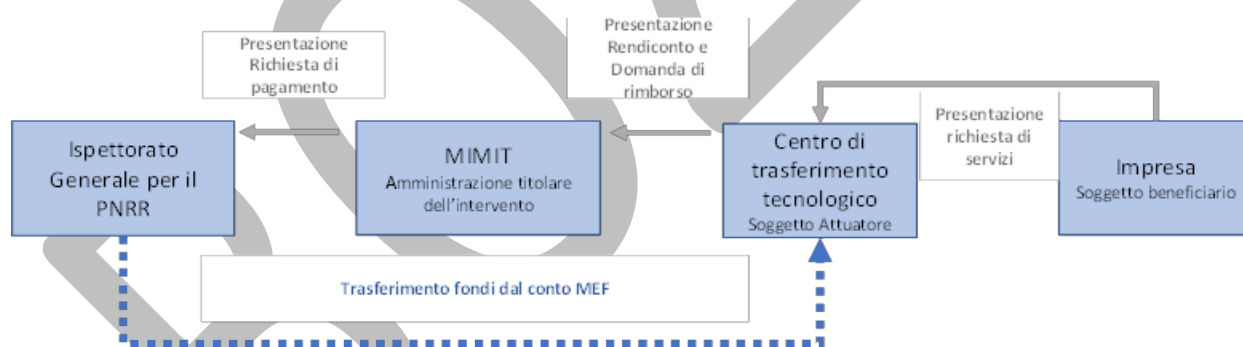 Presentazione
Richiesta di
pagamento
Presentazione
Rendiconto e
Domanda di
rimborso
Presentazione
richiesta di
servizi
Ispettorato
Generale per il
PNRR
MIMIT
Amministrazione titolare
dell'intervento
Centro di
trasferimento
tecnologico
Soggetto Attuatore
Impresa
Soggetto beneficiario
Trasferimento fondi dal conto MEF